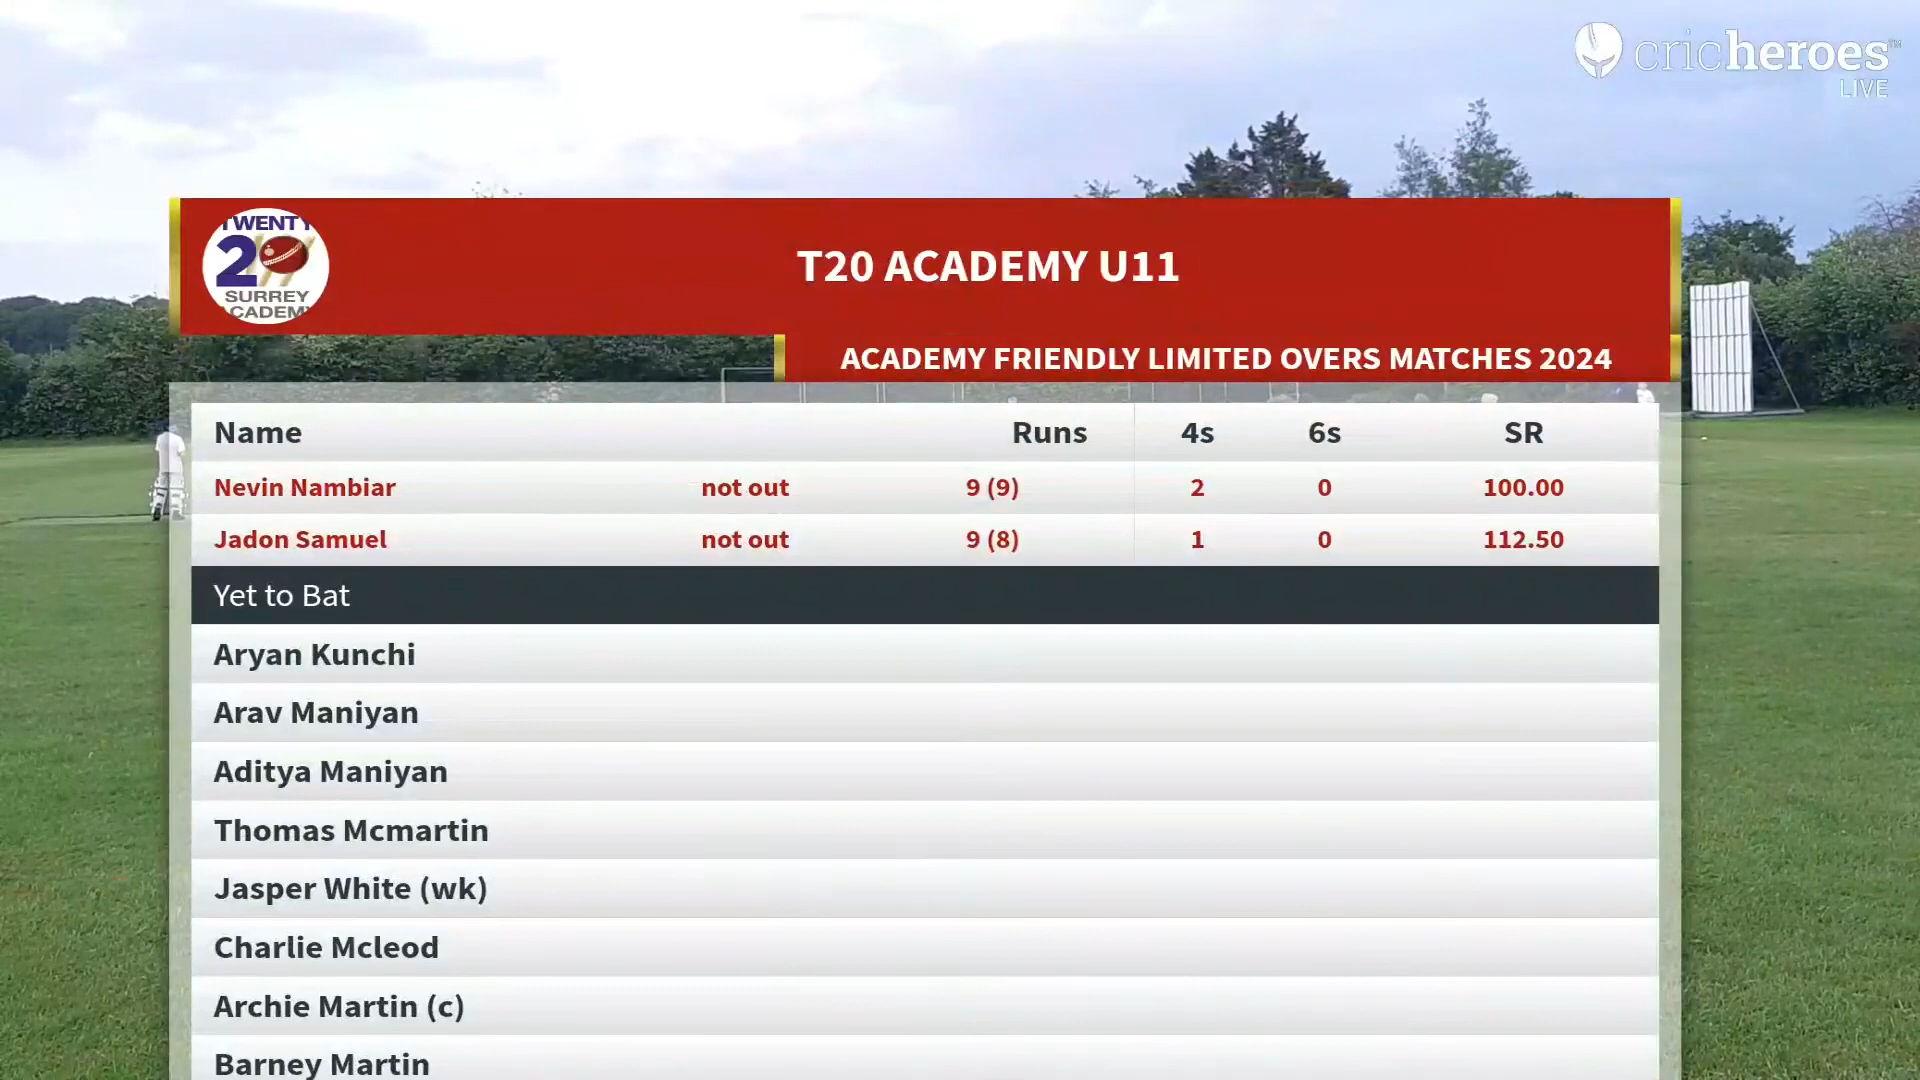 cricheroes™
LIVE
TWENTY
20
SURREY
ACADEMY
T20 ACADEMY U11
ACADEMY FRIENDLY LIMITED OVERS MATCHES 2024
Name Runs 4s 6s SR
Nevin Nambiar not out 9 (9) 2 0 100.00
Jadon Samuel not out 9 (8) 1 0 112.50
Yet to Bat
Aryan Kunchi
Arav Maniyan
Aditya Maniyan
Thomas Mcmartin
Jasper White (wk)
Charlie Mcleod
Archie Martin (c)
Barney Martin